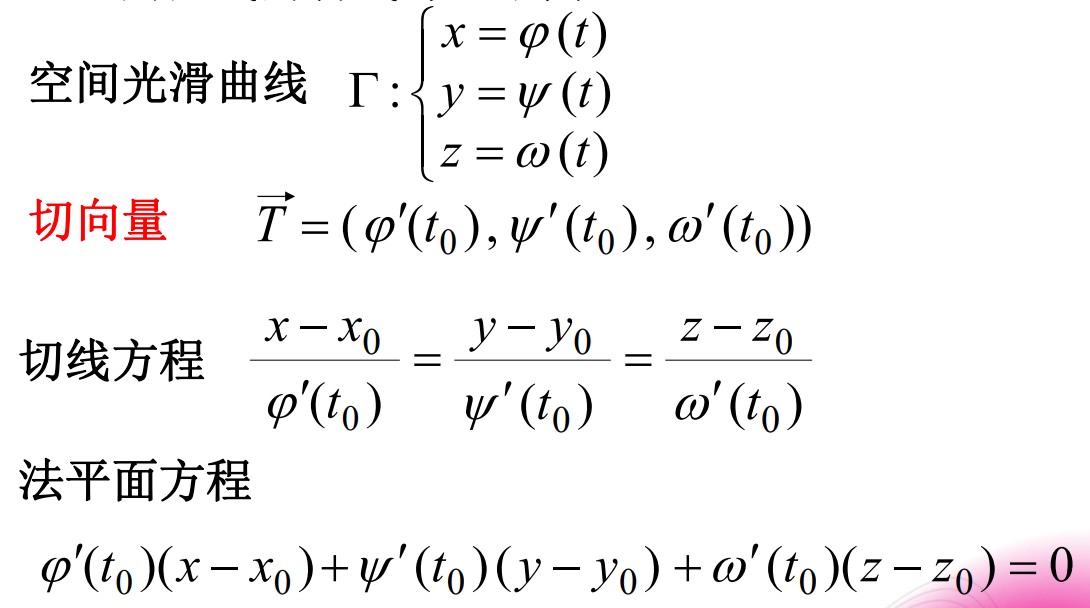 空间光滑曲线 Γ: { x = φ(t)
y = ψ(t)
z = ω(t)
切向量 T⃗ = (φ′(t₀), ψ′(t₀), ω′(t₀))
切线方程 (x − x₀)/φ′(t₀) = (y − y₀)/ψ′(t₀) = (z − z₀)/ω′(t₀)
法平面方程
φ′(t₀)(x − x₀) + ψ′(t₀)(y − y₀) + ω′(t₀)(z − z₀) = 0